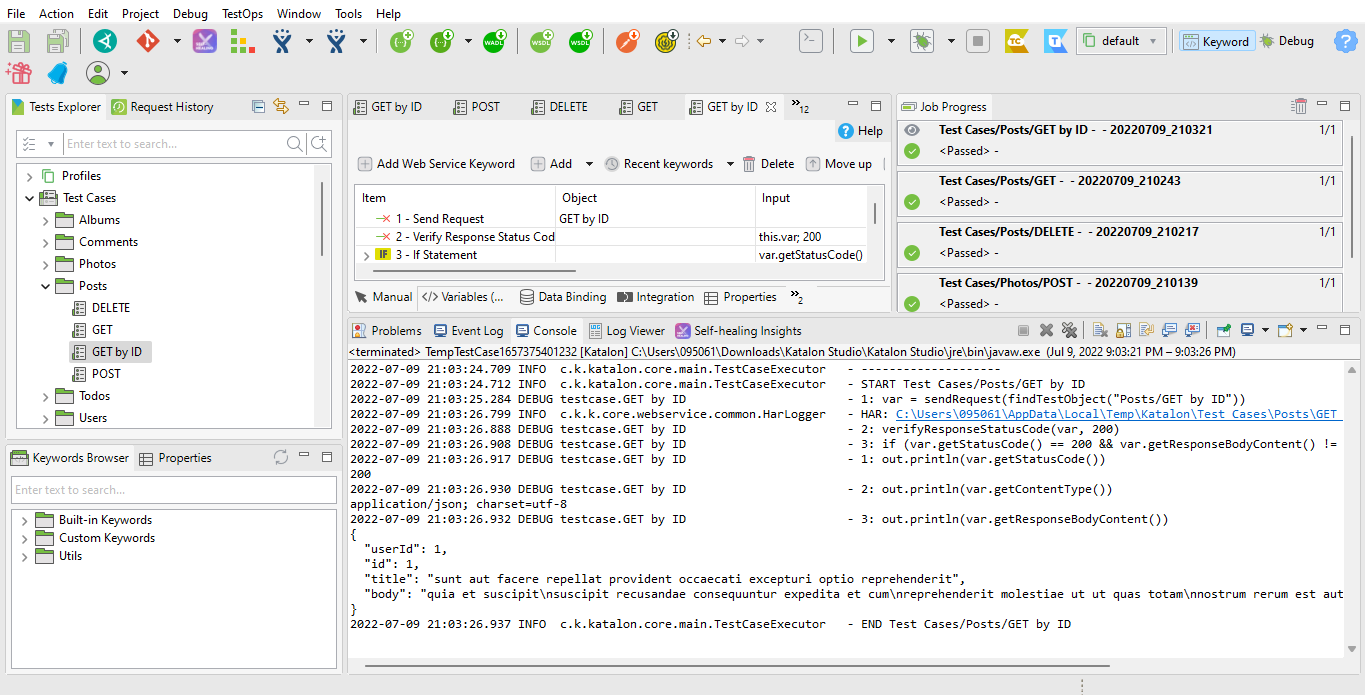 File Action Edit Project Debug TestOps Window Tools Help
default Keyword Debug
Tests Explorer Request History
Enter text to search...
Profiles
Test Cases
Albums
Comments
Photos
Posts
DELETE
GET
GET by ID
POST
Todos
Users
Keywords Browser Properties
Enter text to search...
Built-in Keywords
Custom Keywords
Utils
GET by ID POST DELETE GET GET by ID »12
Help
Add Web Service Keyword Add Recent keywords Delete Move up
Item Object Input
1 - Send Request GET by ID
2 - Verify Response Status Cod this.var; 200
IF 3 - If Statement var.getStatusCode()
Manual </> Variables (... Data Binding Integration Properties »2
Job Progress
Test Cases/Posts/GET by ID - - 20220709_210321 1/1
<Passed> -
Test Cases/Posts/GET - - 20220709_210243 1/1
<Passed> -
Test Cases/Posts/DELETE - - 20220709_210217 1/1
<Passed> -
Test Cases/Photos/POST - - 20220709_210139 1/1
<Passed> -
Problems Event Log Console Log Viewer Self-healing Insights
<terminated> TempTestCase1657375401232 [Katalon] C:\Users\095061\Downloads\Katalon Studio\Katalon Studio\jre\bin\javaw.exe (Jul 9, 2022 9:03:21 PM – 9:03:26 PM)
2022-07-09 21:03:24.709 INFO c.k.katalon.core.main.TestCaseExecutor - --------------------
2022-07-09 21:03:24.712 INFO c.k.katalon.core.main.TestCaseExecutor - START Test Cases/Posts/GET by ID
2022-07-09 21:03:25.284 DEBUG testcase.GET by ID - 1: var = sendRequest(findTestObject("Posts/GET by ID"))
2022-07-09 21:03:26.799 INFO c.k.k.core.webservice.common.HarLogger - HAR: C:\Users\095061\AppData\Local\Temp\Katalon\Test Cases\Posts\GET
2022-07-09 21:03:26.888 DEBUG testcase.GET by ID - 2: verifyResponseStatusCode(var, 200)
2022-07-09 21:03:26.908 DEBUG testcase.GET by ID - 3: if (var.getStatusCode() == 200 && var.getResponseBodyContent() !=
2022-07-09 21:03:26.917 DEBUG testcase.GET by ID - 1: out.println(var.getStatusCode())
200
2022-07-09 21:03:26.930 DEBUG testcase.GET by ID - 2: out.println(var.getContentType())
application/json; charset=utf-8
2022-07-09 21:03:26.932 DEBUG testcase.GET by ID - 3: out.println(var.getResponseBodyContent())
{
"userId": 1,
"id": 1,
"title": "sunt aut facere repellat provident occaecati excepturi optio reprehenderit",
"body": "quia et suscipit\nsuscipit recusandae consequuntur expedita et cum\nreprehenderit molestiae ut ut quas totam\nnostrum rerum est aut
}
2022-07-09 21:03:26.937 INFO c.k.katalon.core.main.TestCaseExecutor - END Test Cases/Posts/GET by ID